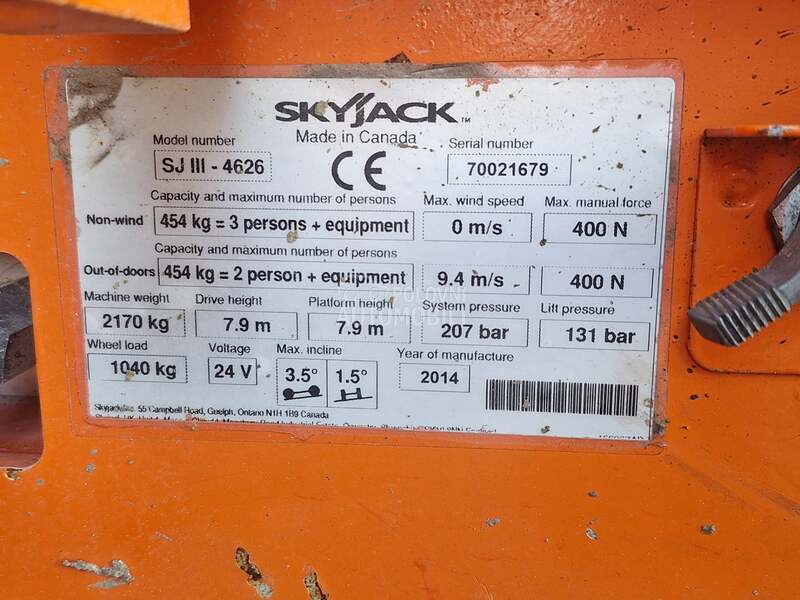 SKYJACK TM
Made in Canada
Model number
Serial number
SJ III - 4626
CE
70021679
Capacity and maximum number of persons
Max. wind speed
Max. manual force
Non-wind
454 kg = 3 persons + equipment
0 m/s
400 N
Capacity and maximum number of persons
Out-of-doors
454 kg = 2 person + equipment
9.4 m/s
400 N
Machine weight
Drive height
Platform height
System pressure
Lift pressure
2170 kg
7.9 m
7.9 m
207 bar
131 bar
Wheel load
Voltage
Max. incline
Year of manufacture
1040 kg
24 V
3.5°
1.5°
2014
Skyjack Inc. 55 Campbell Road, Guelph, Ontario N1H 1B9 Canada